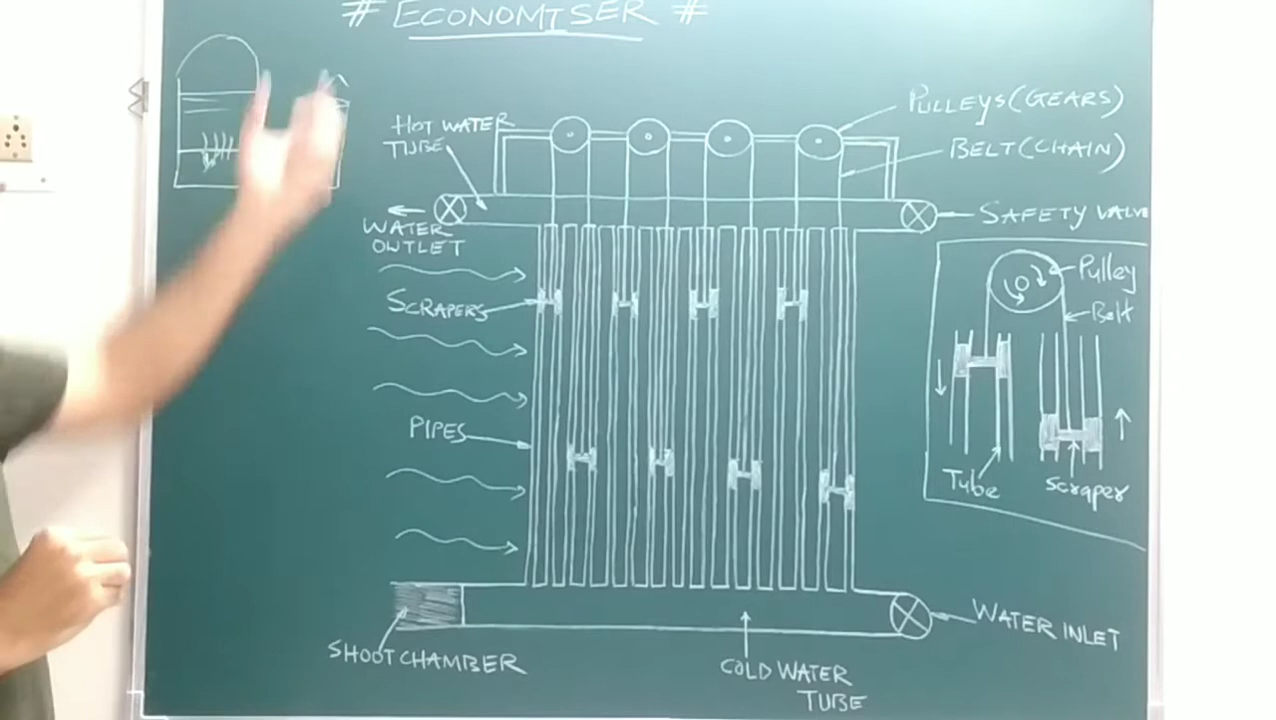 # ECONOMISER #
PULLEYS(GEARS)
HOT WATER
TUBE
BELT(CHAIN)
SAFETY VALVE
WATER
OUTLET
Pulley
SCRAPERS
Belt
PIPES
Tube
Scraper
WATER INLET
SHOOT CHAMBER
COLD WATER
TUBE